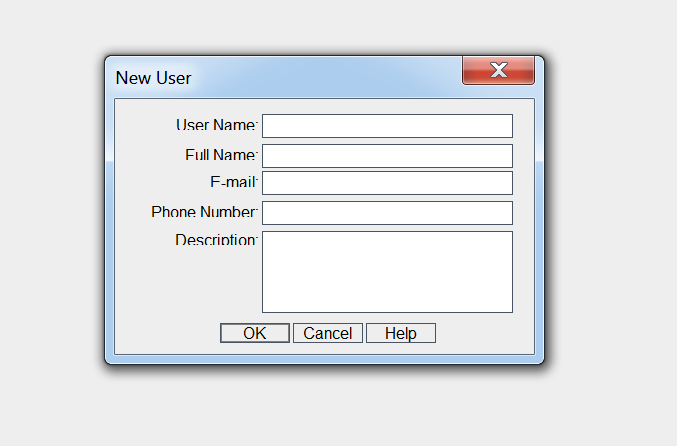 New User
User Name:
Full Name:
E-mail:
Phone Number:
Description:
OK Cancel Help